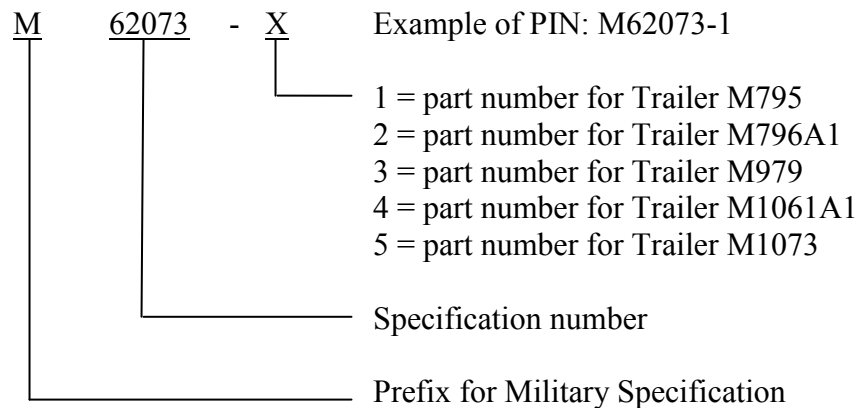 M 62073 - X Example of PIN: M62073-1
1 = part number for Trailer M795
2 = part number for Trailer M796A1
3 = part number for Trailer M979
4 = part number for Trailer M1061A1
5 = part number for Trailer M1073
Specification number
Prefix for Military Specification